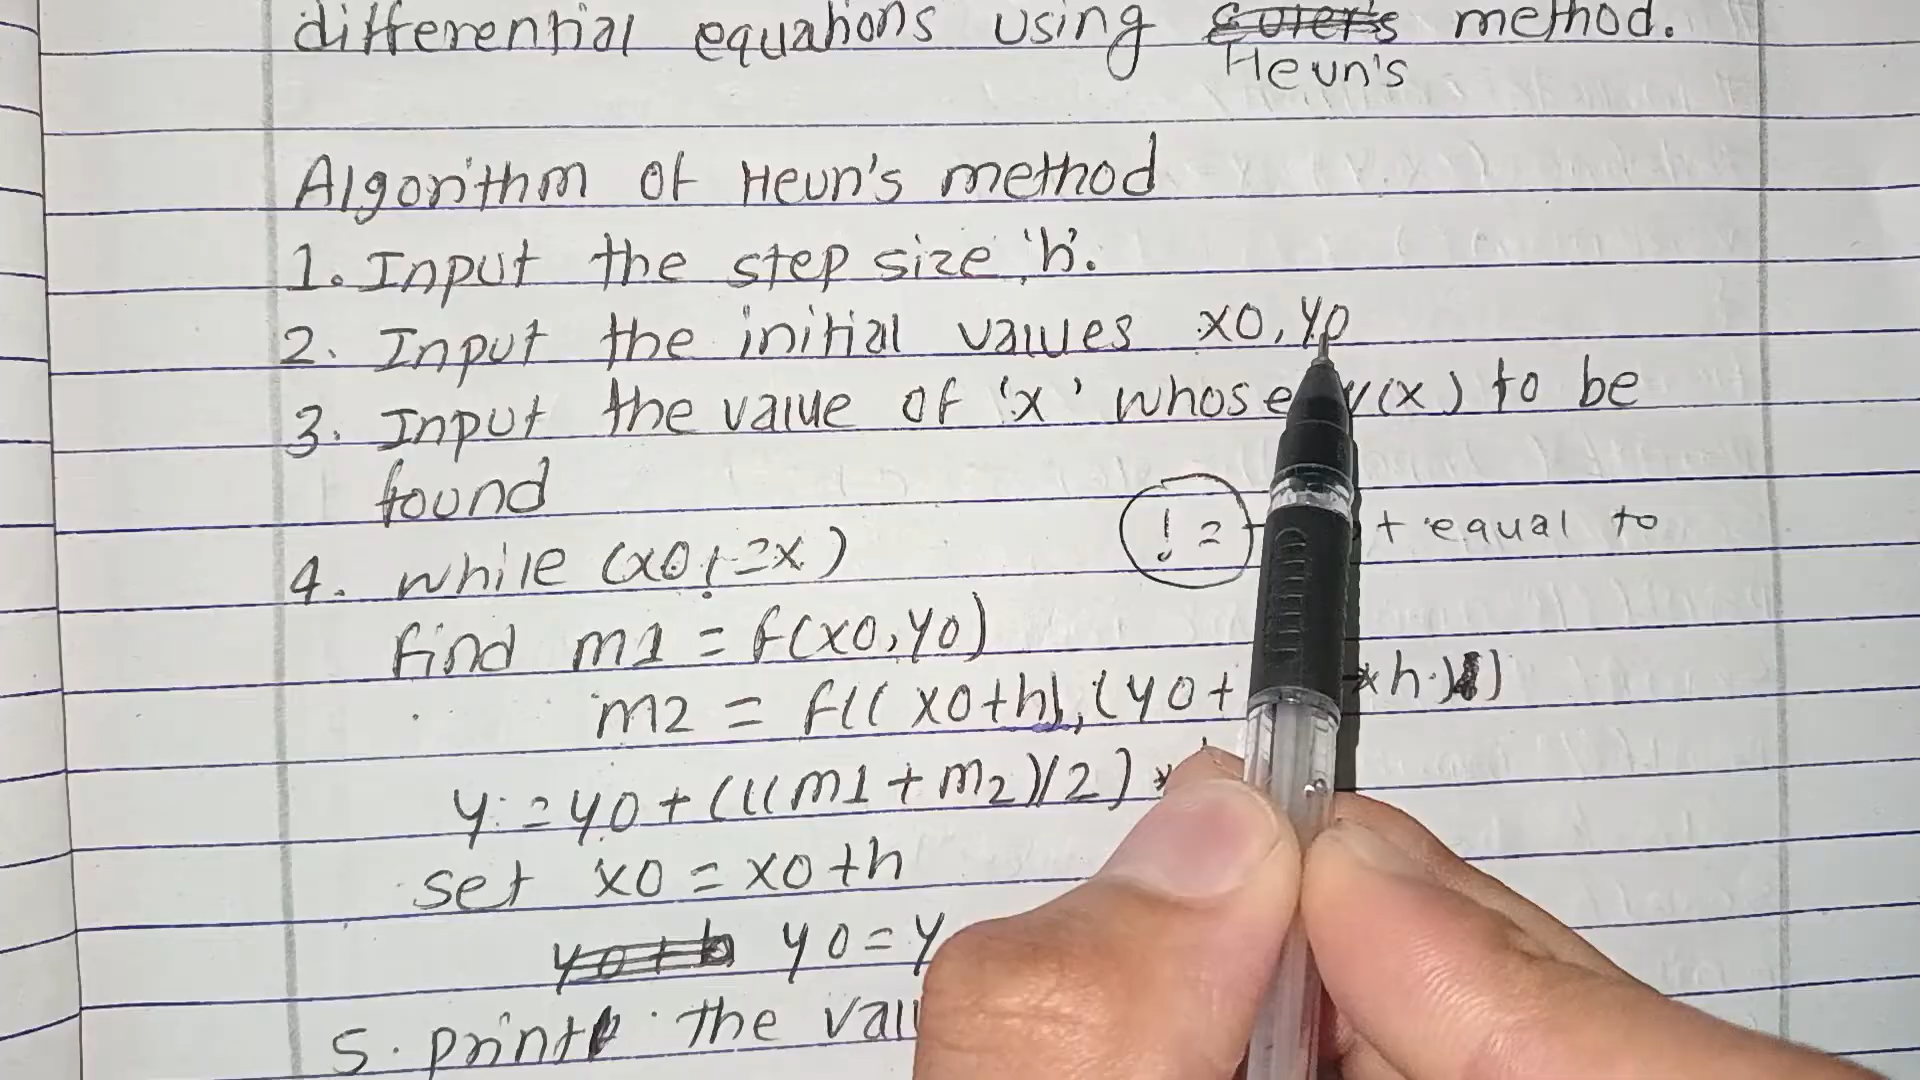 differential equations using Euler's method.
Heun's
Algorithm of Heun's method
1. Input the step size 'h'.
2. Input the initial values x0, y0
3. Input the value of 'x' whose y(x) to be
found
! = equal to
4. while (x0!=x)
find m1 = f(x0,y0)
m2 = f((x0+h),(y0+ *h))
y = y0+(((m1+m2)/2) *
set x0 = x0+h
y0+h y0=y
5. print the